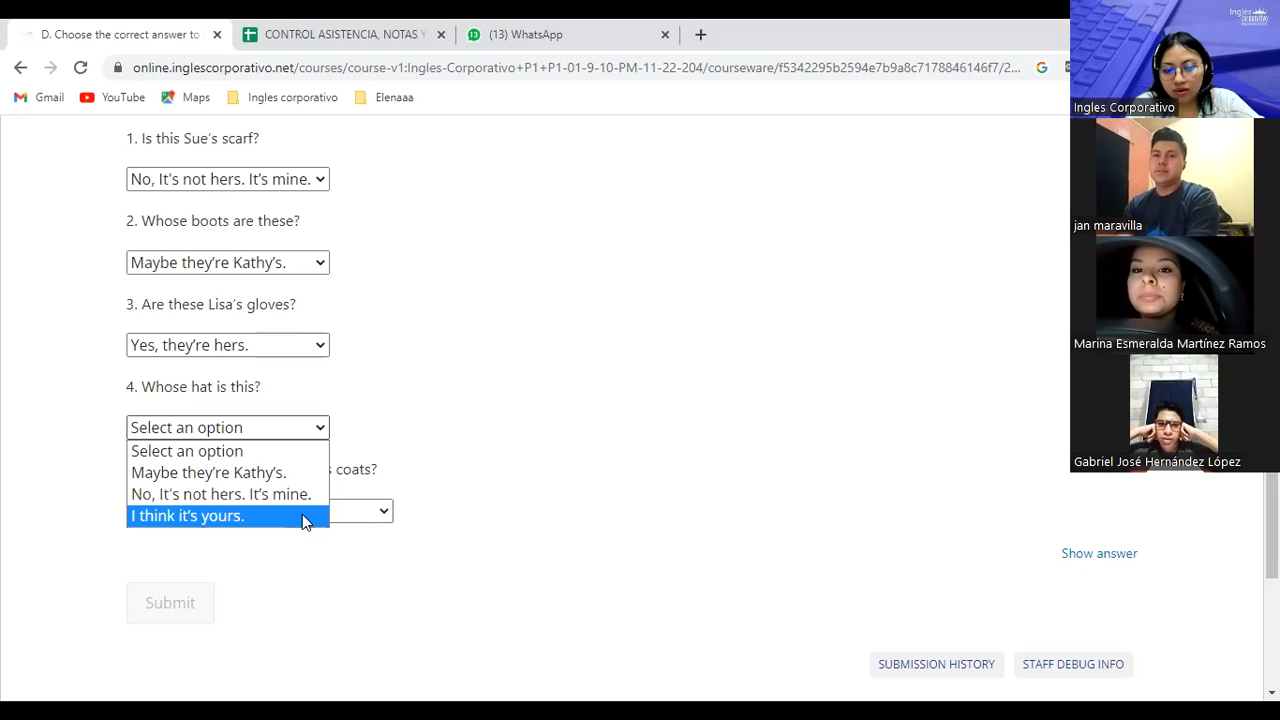 D. Choose the correct answer to
CONTROL ASISTENCIA, NOTAS Y
(13) WhatsApp
online.inglescorporativo.net/courses/course-v1:Ingles-Corporativo+P1+P1-01-9-10-PM-11-22-204/courseware/f5342295b2594e7b9a8c7178846146f7/2...
Gmail
YouTube
Maps
Ingles corporativo
Elenaaa
1. Is this Sue's scarf?
No, It's not hers. It's mine.
2. Whose boots are these?
Maybe they're Kathy's.
3. Are these Lisa's gloves?
Yes, they're hers.
4. Whose hat is this?
Select an option
Select an option
Maybe they're Kathy's.
No, It's not hers. It's mine.
I think it's yours.
coats?
Show answer
Submit
SUBMISSION HISTORY
STAFF DEBUG INFO
Ingles Corporativo
jan maravilla
Marina Esmeralda Martínez Ramos
Gabriel José Hernández López